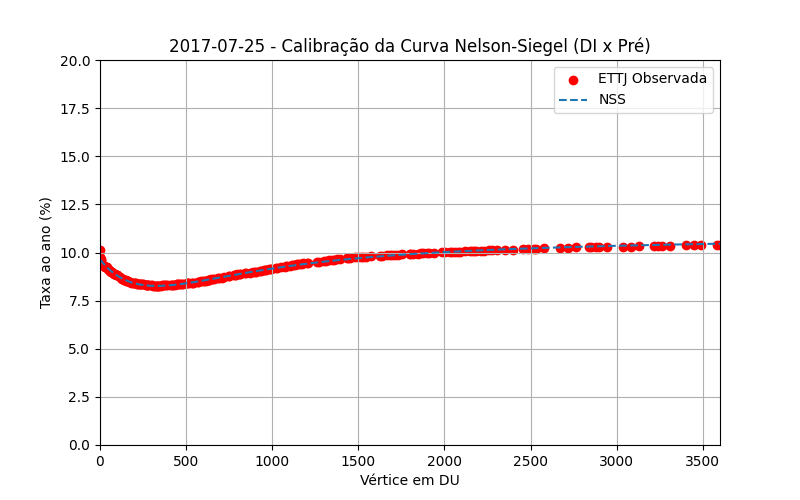 2017-07-25 - Calibração da Curva Nelson-Siegel (DI x Pré)
ETTJ Observada
NSS
Taxa ao ano (%)
20.0
17.5
15.0
12.5
10.0
7.5
5.0
2.5
0.0
0 500 1000 1500 2000 2500 3000 3500
Vértice em DU